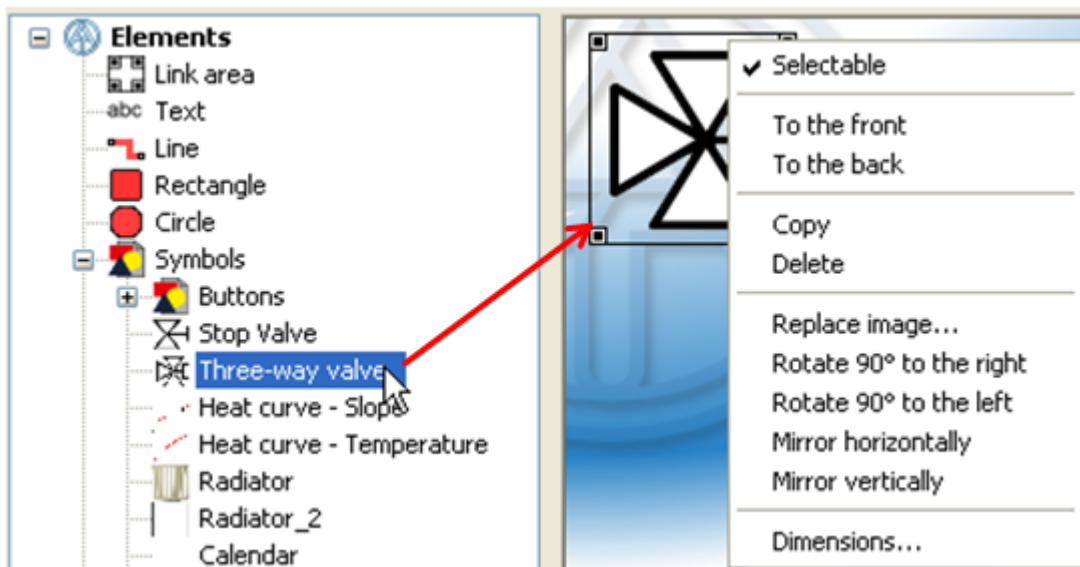 Elements
Link area
abc Text
Line
Rectangle
Circle
Symbols
Buttons
Stop Valve
Three-way valve
Heat curve - Slope
Heat curve - Temperature
Radiator
Radiator_2
Calendar
Selectable
To the front
To the back
Copy
Delete
Replace image...
Rotate 90° to the right
Rotate 90° to the left
Mirror horizontally
Mirror vertically
Dimensions...